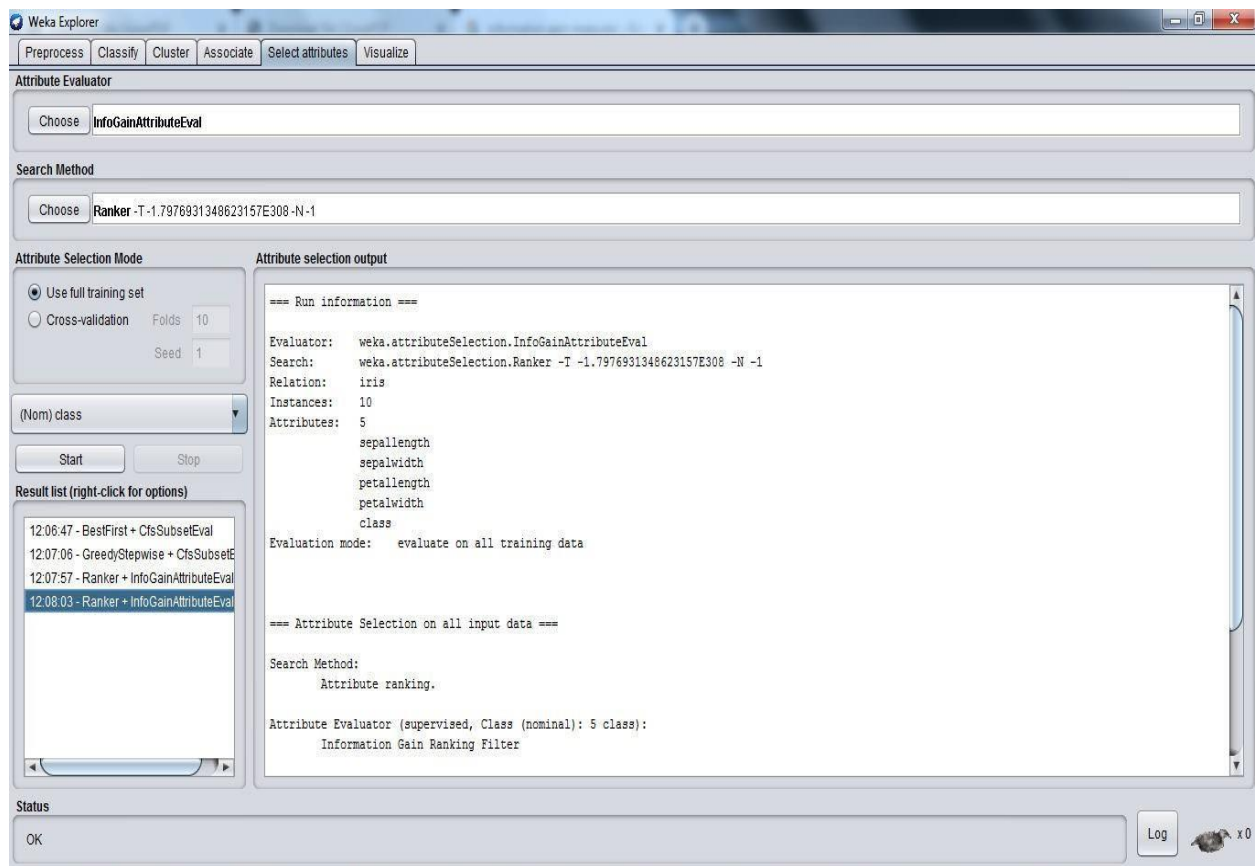 Weka Explorer
Preprocess Classify Cluster Associate Select attributes Visualize
Attribute Evaluator
Choose InfoGainAttributeEval
Search Method
Choose Ranker -T -1.7976931348623157E308 -N -1
Attribute Selection Mode
Use full training set
Cross-validation Folds 10
Seed 1
(Nom) class
Start Stop
Result list (right-click for options)
12:06:47 - BestFirst + CfsSubsetEval
12:07:06 - GreedyStepwise + CfsSubsetE
12:07:57 - Ranker + InfoGainAttributeEval
12:08:03 - Ranker + InfoGainAttributeEval
Attribute selection output
=== Run information ===
Evaluator: weka.attributeSelection.InfoGainAttributeEval
Search: weka.attributeSelection.Ranker -T -1.7976931348623157E308 -N -1
Relation: iris
Instances: 10
Attributes: 5
sepallength
sepalwidth
petallength
petalwidth
class
Evaluation mode: evaluate on all training data
=== Attribute Selection on all input data ===
Search Method:
Attribute ranking.
Attribute Evaluator (supervised, Class (nominal): 5 class):
Information Gain Ranking Filter
Status
OK
Log x 0